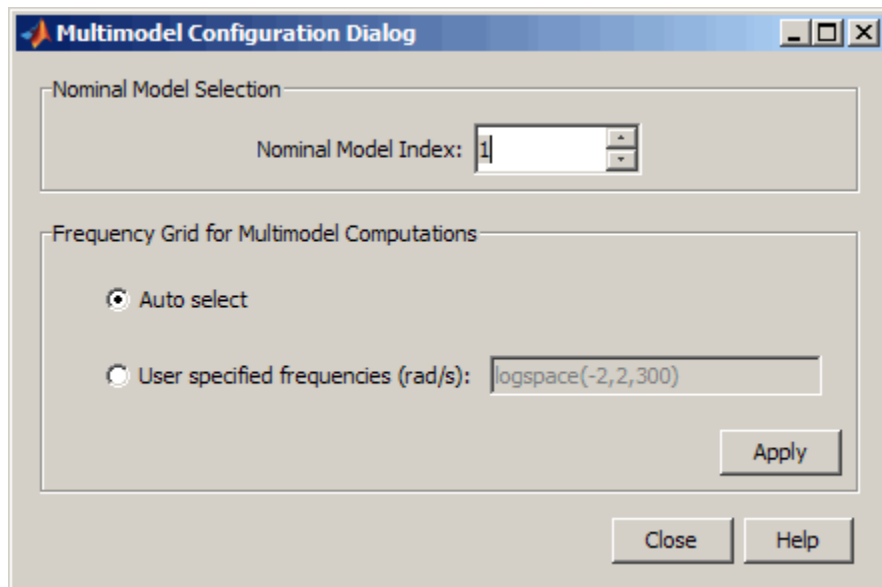 Multimodel Configuration Dialog
Nominal Model Selection
Nominal Model Index: 1
Frequency Grid for Multimodel Computations
Auto select
User specified frequencies (rad/s): logspace(-2,2,300)
Apply
Close Help